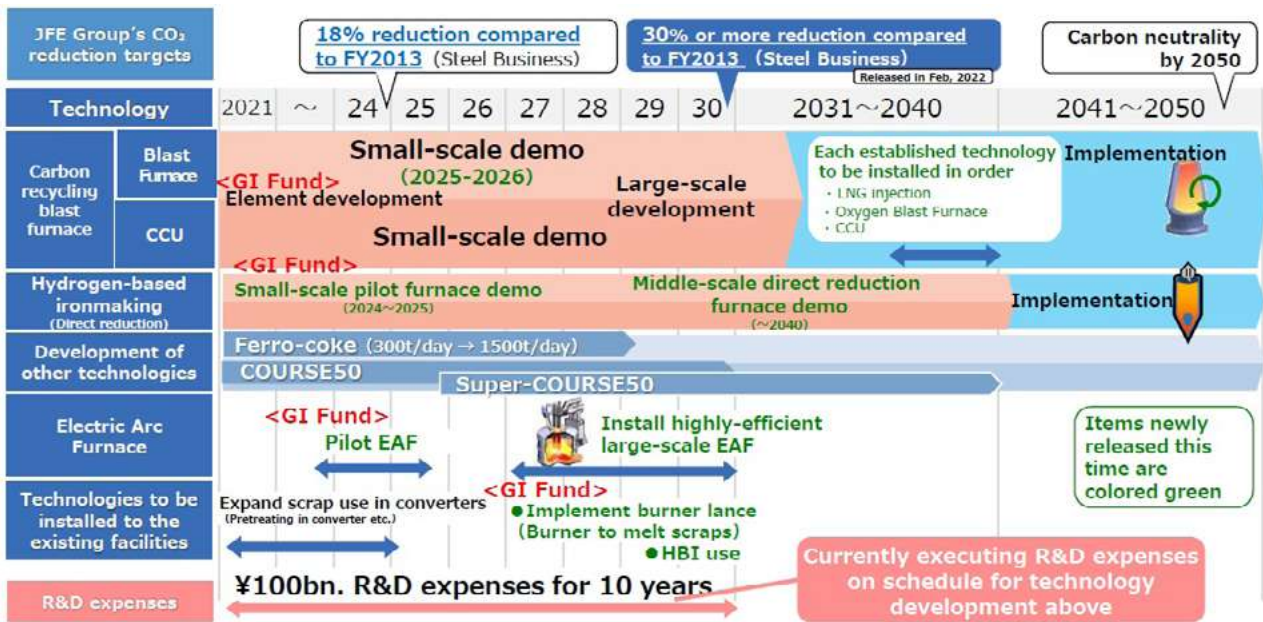 JFE Group's CO₂
reduction targets
18% reduction compared
to FY2013 (Steel Business)
30% or more reduction compared
to FY2013 (Steel Business)
Released in Feb, 2022
Carbon neutrality
by 2050
Technology
2021 ～ 24 25 26 27 28 29 30 2031～2040 2041～2050
Carbon
recycling
blast
furnace
Blast
Furnace
CCU
Small-scale demo
(2025-2026)
<GI Fund>
Element development
Large-scale
development
Small-scale demo
Each established technology
to be installed in order
・LNG injection
・Oxygen Blast Furnace
・CCU
Implementation
Hydrogen-based
ironmaking
(Direct reduction)
<GI Fund>
Small-scale pilot furnace demo
(2024～2025)
Middle-scale direct reduction
furnace demo
(～2040)
Implementation
Development of
other technologies
Ferro-coke (300t/day → 1500t/day)
COURSE50
Super-COURSE50
Electric Arc
Furnace
<GI Fund>
Pilot EAF
Install highly-efficient
large-scale EAF
Items newly
released this
time are
colored green
Technologies to be
installed to the
existing facilities
Expand scrap use in converters
(Pretreating in converter etc.)
<GI Fund>
●Implement burner lance
(Burner to melt scraps)
●HBI use
R&D expenses
¥100bn. R&D expenses for 10 years
Currently executing R&D expenses
on schedule for technology
development above